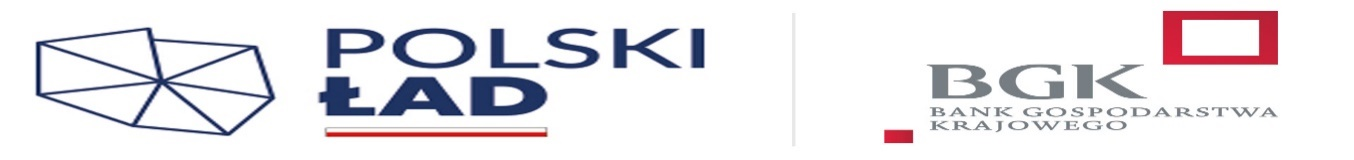 POLSKI
ŁAD
BGK
BANK GOSPODARSTWA
KRAJOWEGO